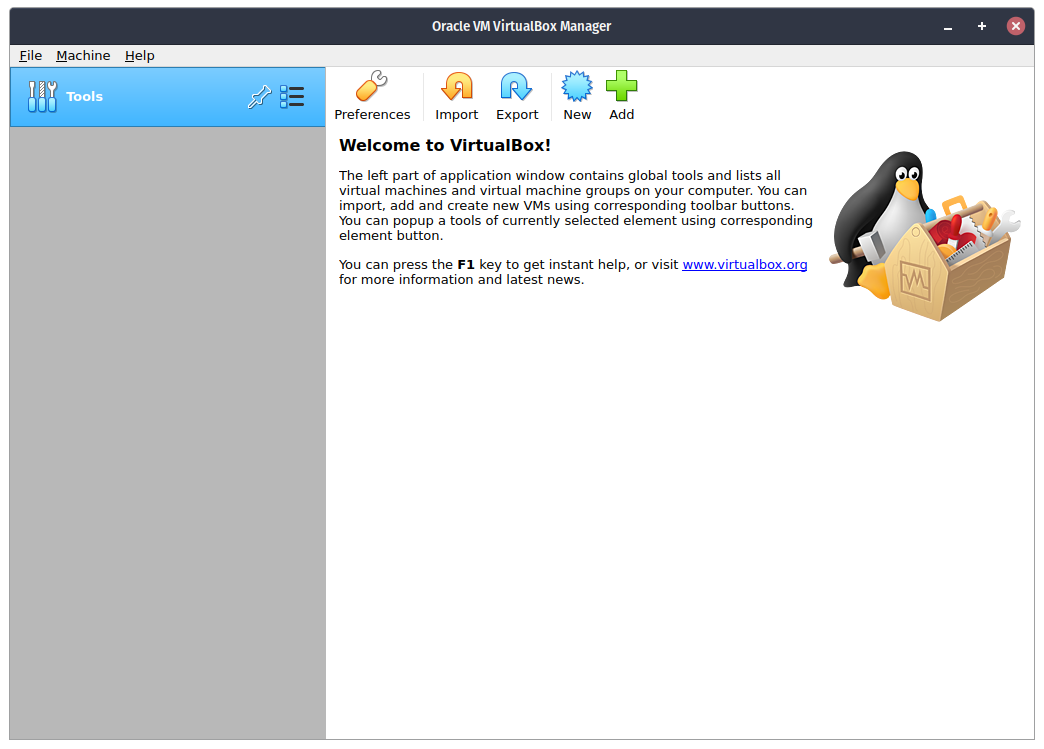 Oracle VM VirtualBox Manager
File Machine Help
Tools
Preferences Import Export New Add
Welcome to VirtualBox!
The left part of application window contains global tools and lists all
virtual machines and virtual machine groups on your computer. You can
import, add and create new VMs using corresponding toolbar buttons.
You can popup a tools of currently selected element using corresponding
element button.
You can press the F1 key to get instant help, or visit www.virtualbox.org
for more information and latest news.
VM